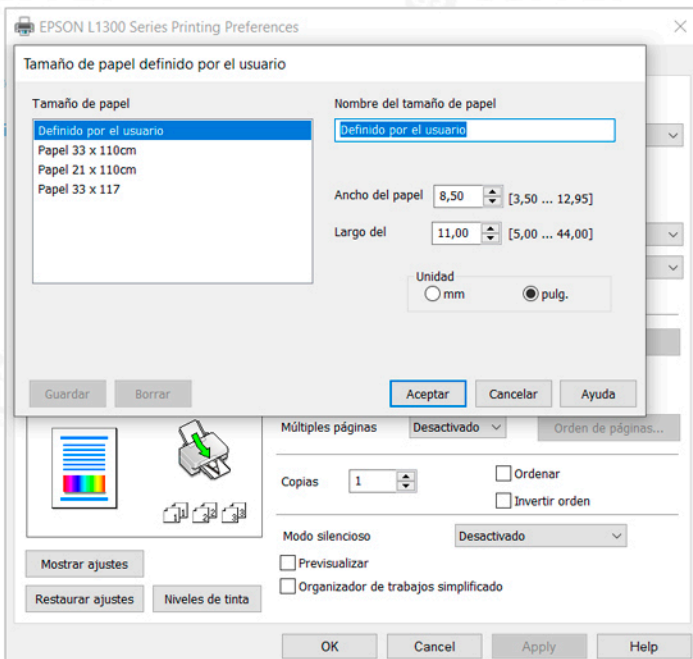 EPSON L1300 Series Printing Preferences
Tamaño de papel definido por el usuario
Tamaño de papel
Definido por el usuario
Papel 33 x 110cm
Papel 21 x 110cm
Papel 33 x 117
Nombre del tamaño de papel
Definido por el usuario
Ancho del papel 8,50 [3,50 ... 12,95]
Largo del 11,00 [5,00 ... 44,00]
Unidad
mm pulg.
Guardar Borrar Aceptar Cancelar Ayuda
Múltiples páginas Desactivado Orden de páginas...
Copias 1 Ordenar
Invertir orden
Modo silencioso Desactivado
Previsualizar
Organizador de trabajos simplificado
Mostrar ajustes
Restaurar ajustes Niveles de tinta
OK Cancel Apply Help